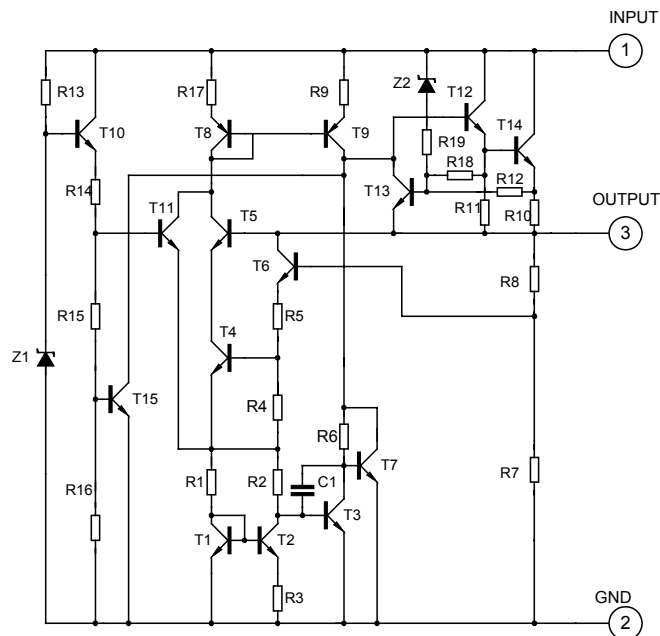 INPUT
1
R13
R17
R9
Z2
T12
T10
T8
T9
T14
R19
R18
R14
T13
R12
OUTPUT
T11
T5
R11
R10
3
T6
R8
R15
R5
T4
Z1
T15
R4
R6
T7
R7
R16
R1
R2
C1
T3
T1
T2
R3
GND
2